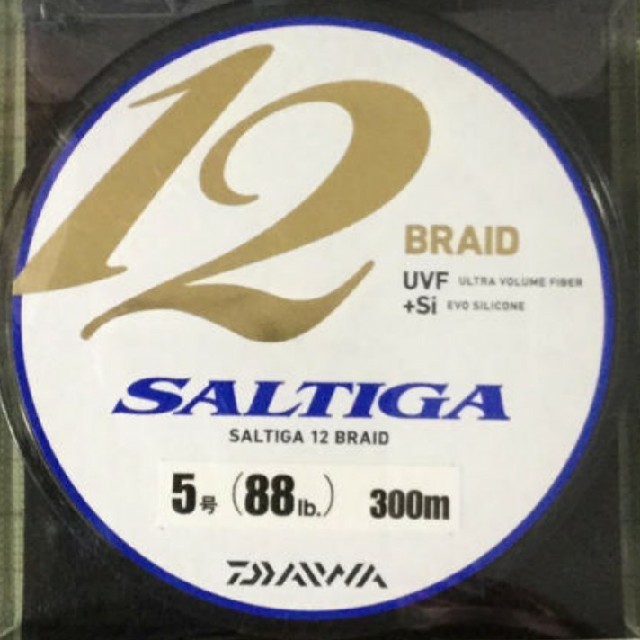 12
BRAID
UVF ULTRA VOLUME FIBER
+Si EVO SILICONE
SALTIGA
SALTIGA 12 BRAID
5号 (88lb.) 300m
DAIWA